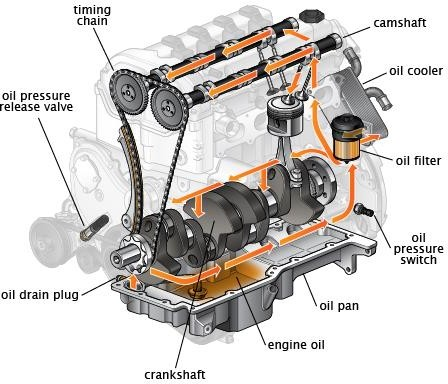 timing
chain
camshaft
oil cooler
oil pressure
release valve
oil filter
oil
pressure
switch
oil drain plug
oil pan
engine oil
crankshaft